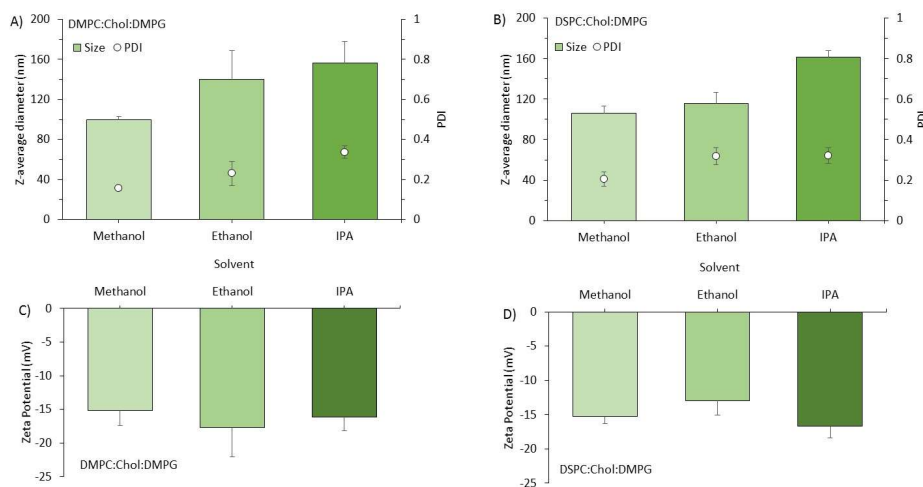 A)
DMPC:Chol:DMPG
Size PDI
Z-average diameter (nm)
200
160
120
80
40
0
1
0.8
0.6
0.4
0.2
0
PDI
Methanol Ethanol IPA
Solvent
B)
DSPC:Chol:DMPG
Size PDI
Z-average diameter (nm)
200
160
120
80
40
0
1
0.8
0.6
0.4
0.2
0
PDI
Methanol Ethanol IPA
Solvent
C)
Methanol Ethanol IPA
Zeta Potential (mV)
0
-5
-10
-15
-20
-25
DMPC:Chol:DMPG
D)
Methanol Ethanol IPA
Zeta Potential (mV)
0
-5
-10
-15
-20
-25
DSPC:Chol:DMPG